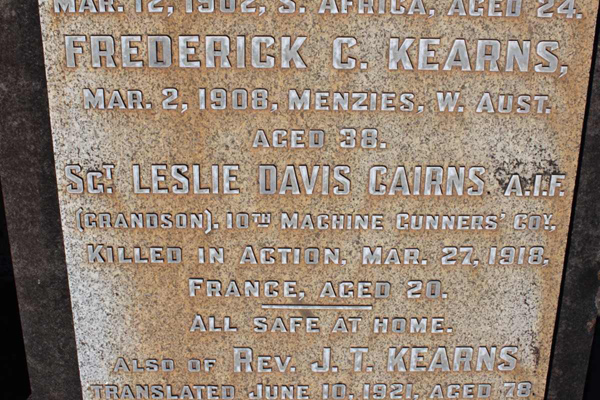 MAR. 12, 1902, S. AFRICA, AGED 24.
FREDERICK C. KEARNS,
MAR. 2, 1908, MENZIES, W. AUST.
AGED 38.
SGT LESLIE DAVIS CAIRNS. A.I.F.
(GRANDSON). 10TH MACHINE GUNNERS' COY.
KILLED IN ACTION, MAR. 27, 1918,
FRANCE, AGED 20.
ALL SAFE AT HOME.
ALSO OF REV. J. T. KEARNS
TRANSLATED JUNE 10, 1921, AGED 78.